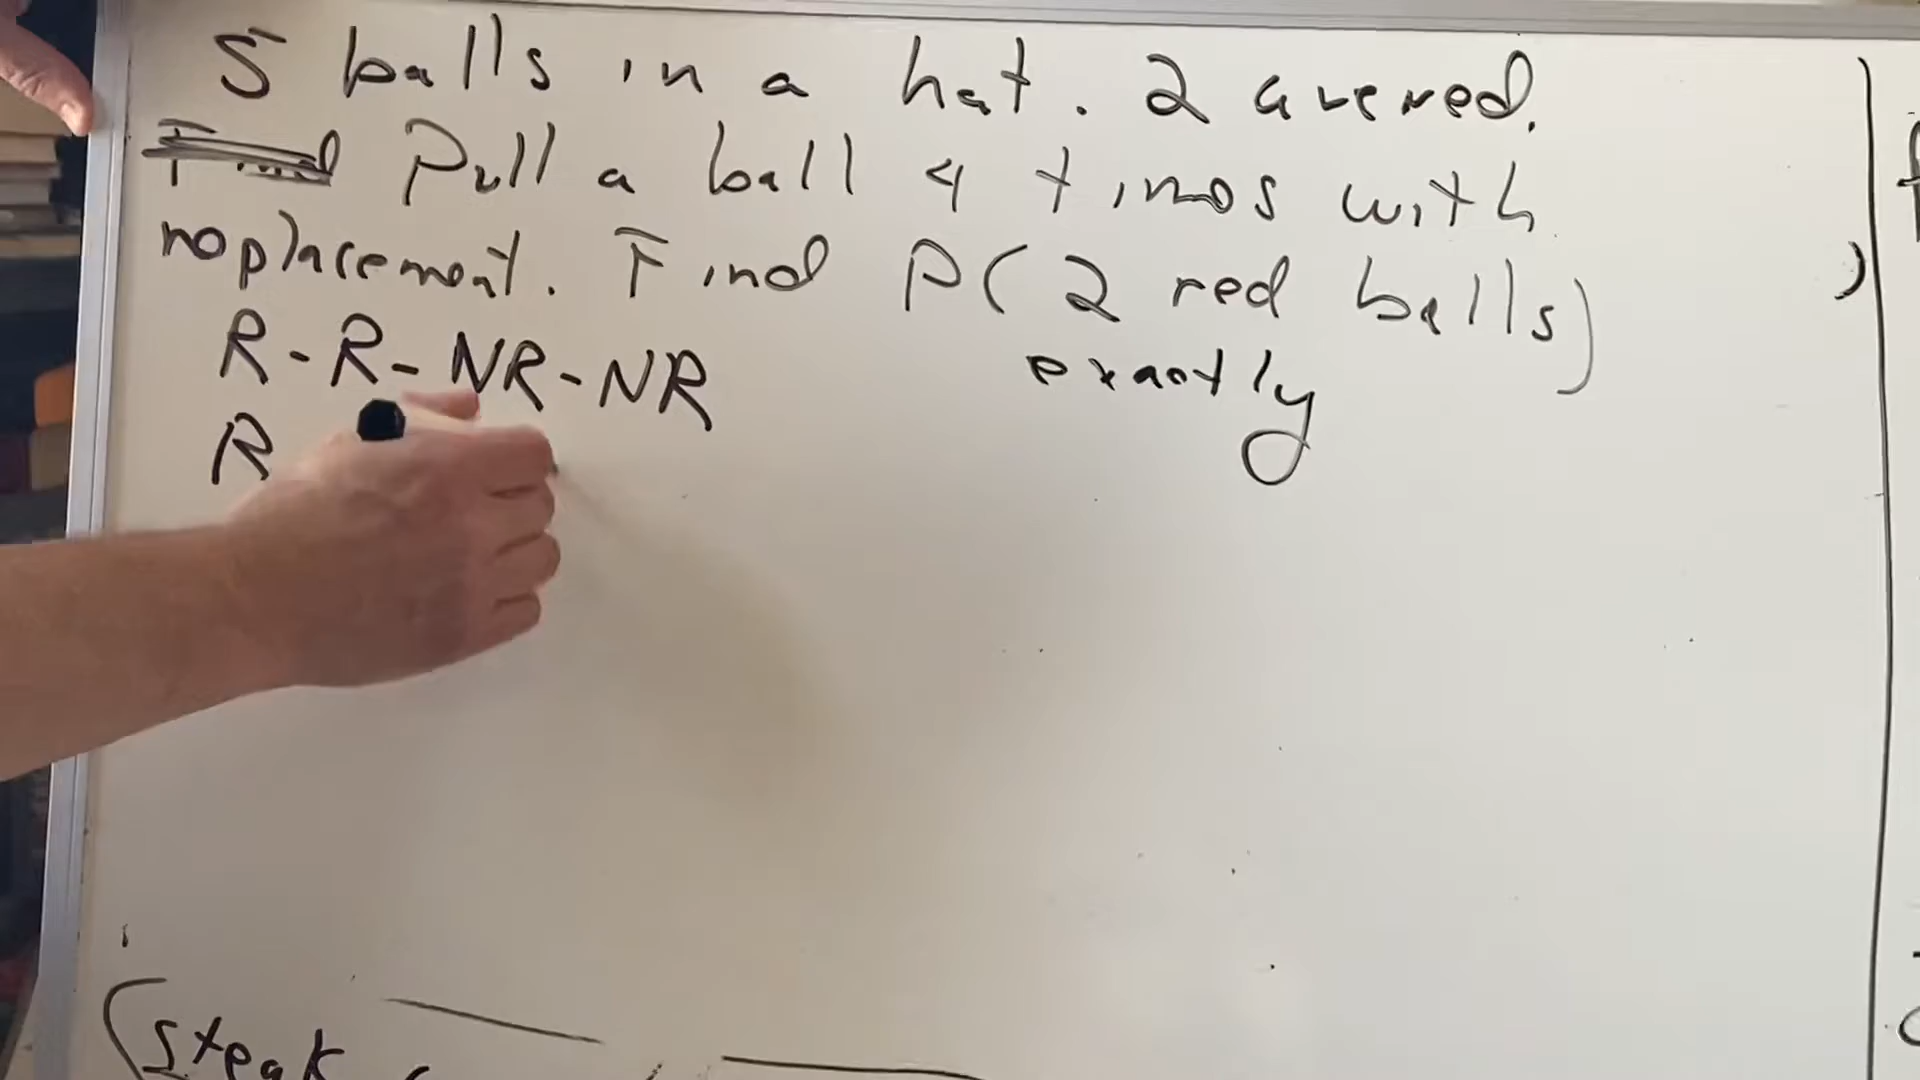 5 balls in a hat. 2 are red.
Pull a ball 4 times with
replacement. Find P(2 red balls)
exactly
R-R-NR-NR
R
(steak